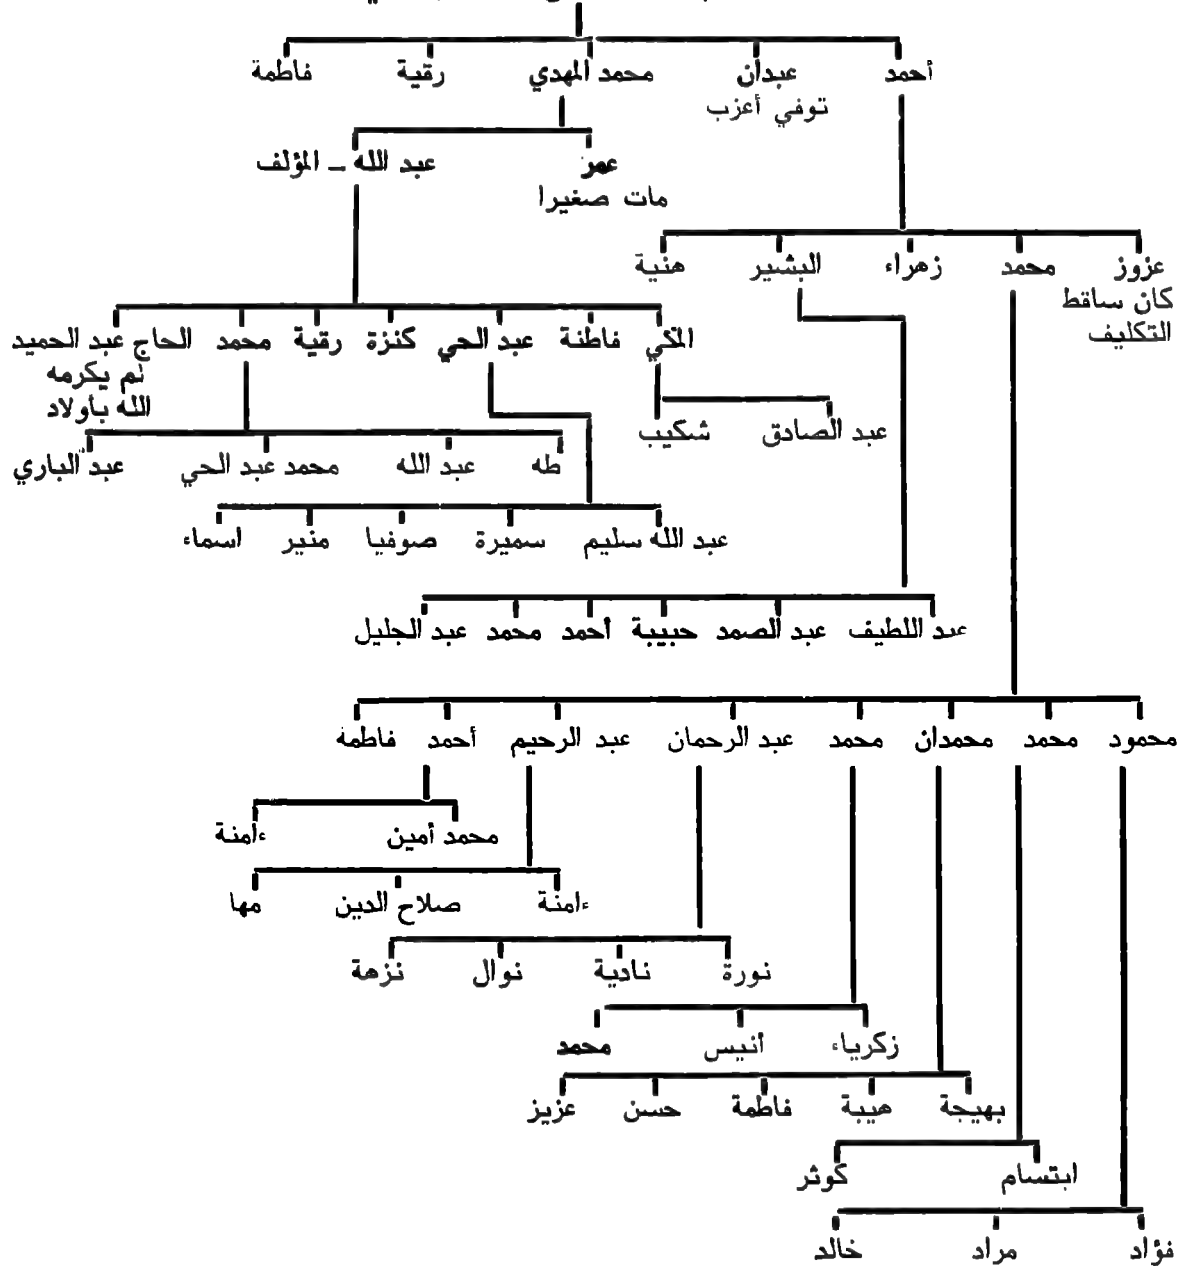 أحمد عبدان محمد المهدي رقية فاطمة
توفي أعزب
عمر عبد الله - المؤلف
مات صغيرا
عزوز محمد زهراء البشير هنية
كان ساقط
التكليف
المكي فاطنة عبد الحي كنزة رقية محمد الحاج عبد الحميد
لم يكرمه
الله بأولاد
عبد الصادق شكيب
طه عبد الله محمد عبد الحي عبد الباري
عبد الله سليم سميرة صوفيا منير اسماء
عبد اللطيف عبد الصمد حبيبة أحمد محمد عبد الجليل
محمود محمد محمدان محمد عبد الرحمان عبد الرحيم أحمد فاطمة
محمد أمين ءامنة
ءامنة صلاح الدين مها
نورة نادية نوال نزهة
زكرياء أنيس محمد
بهيجة هيبة فاطمة حسن عزيز
ابتسام كوثر
فؤاد مراد خالد